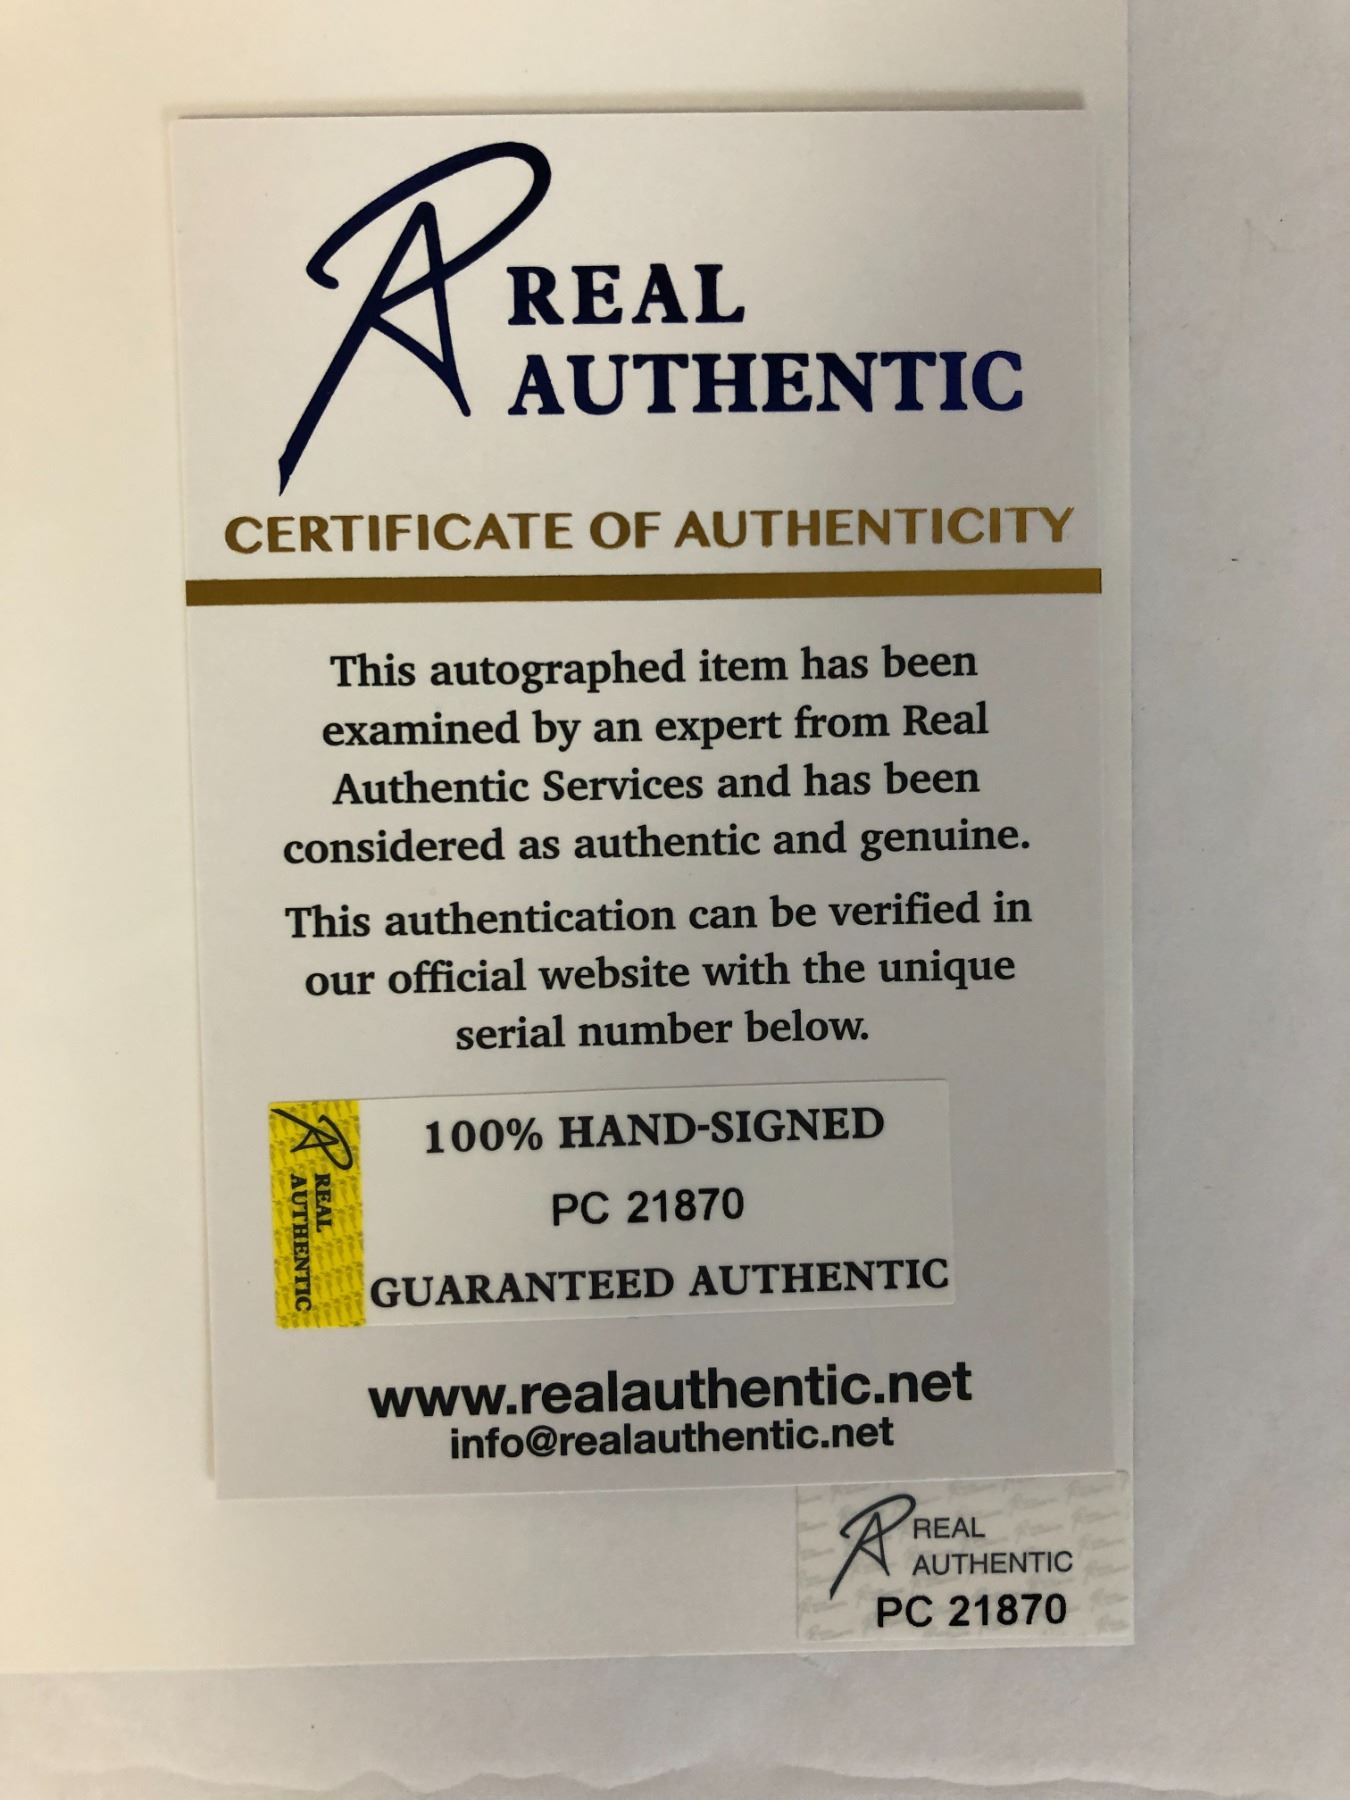 REAL
AUTHENTIC
CERTIFICATE OF AUTHENTICITY
This autographed item has been
examined by an expert from Real
Authentic Services and has been
considered as authentic and genuine.
This authentication can be verified in
our official website with the unique
serial number below.
REAL
AUTHENTIC
100% HAND-SIGNED
PC 21870
GUARANTEED AUTHENTIC
www.realauthentic.net
info@realauthentic.net
REAL
AUTHENTIC
PC 21870